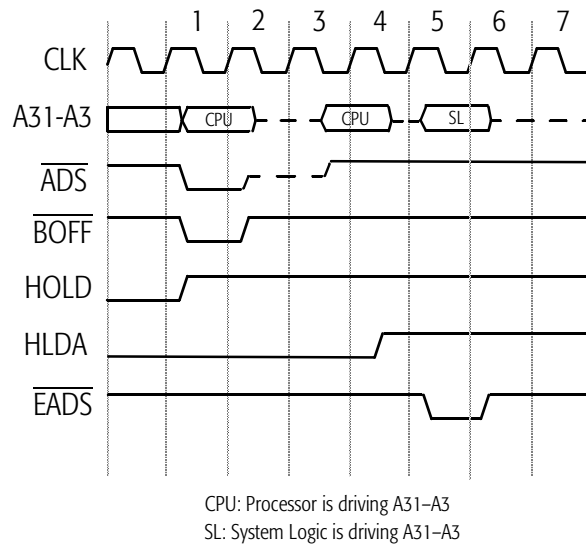 1 2 3 4 5 6 7
CLK
A31-A3 CPU CPU SL
ADS
BOFF
HOLD
HLDA
EADS
CPU: Processor is driving A31–A3
SL: System Logic is driving A31–A3